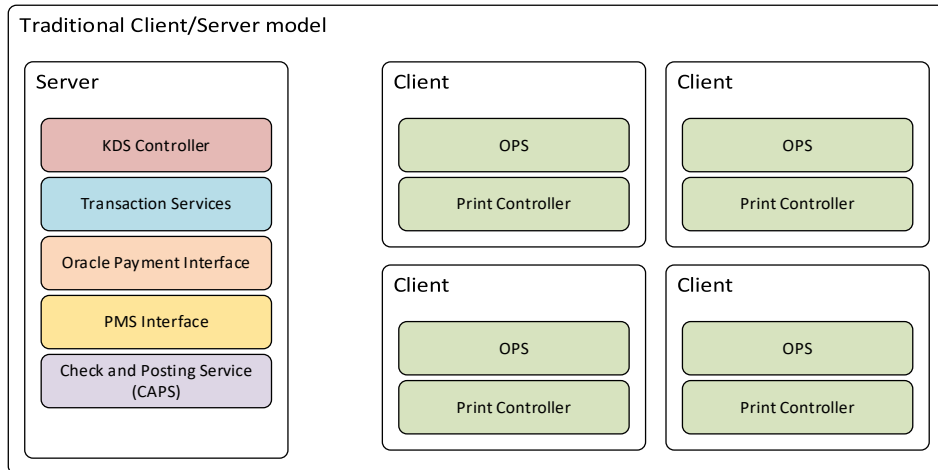 Traditional Client/Server model
Server
KDS Controller
Transaction Services
Oracle Payment Interface
PMS Interface
Check and Posting Service
(CAPS)
Client
OPS
Print Controller
Client
OPS
Print Controller
Client
OPS
Print Controller
Client
OPS
Print Controller